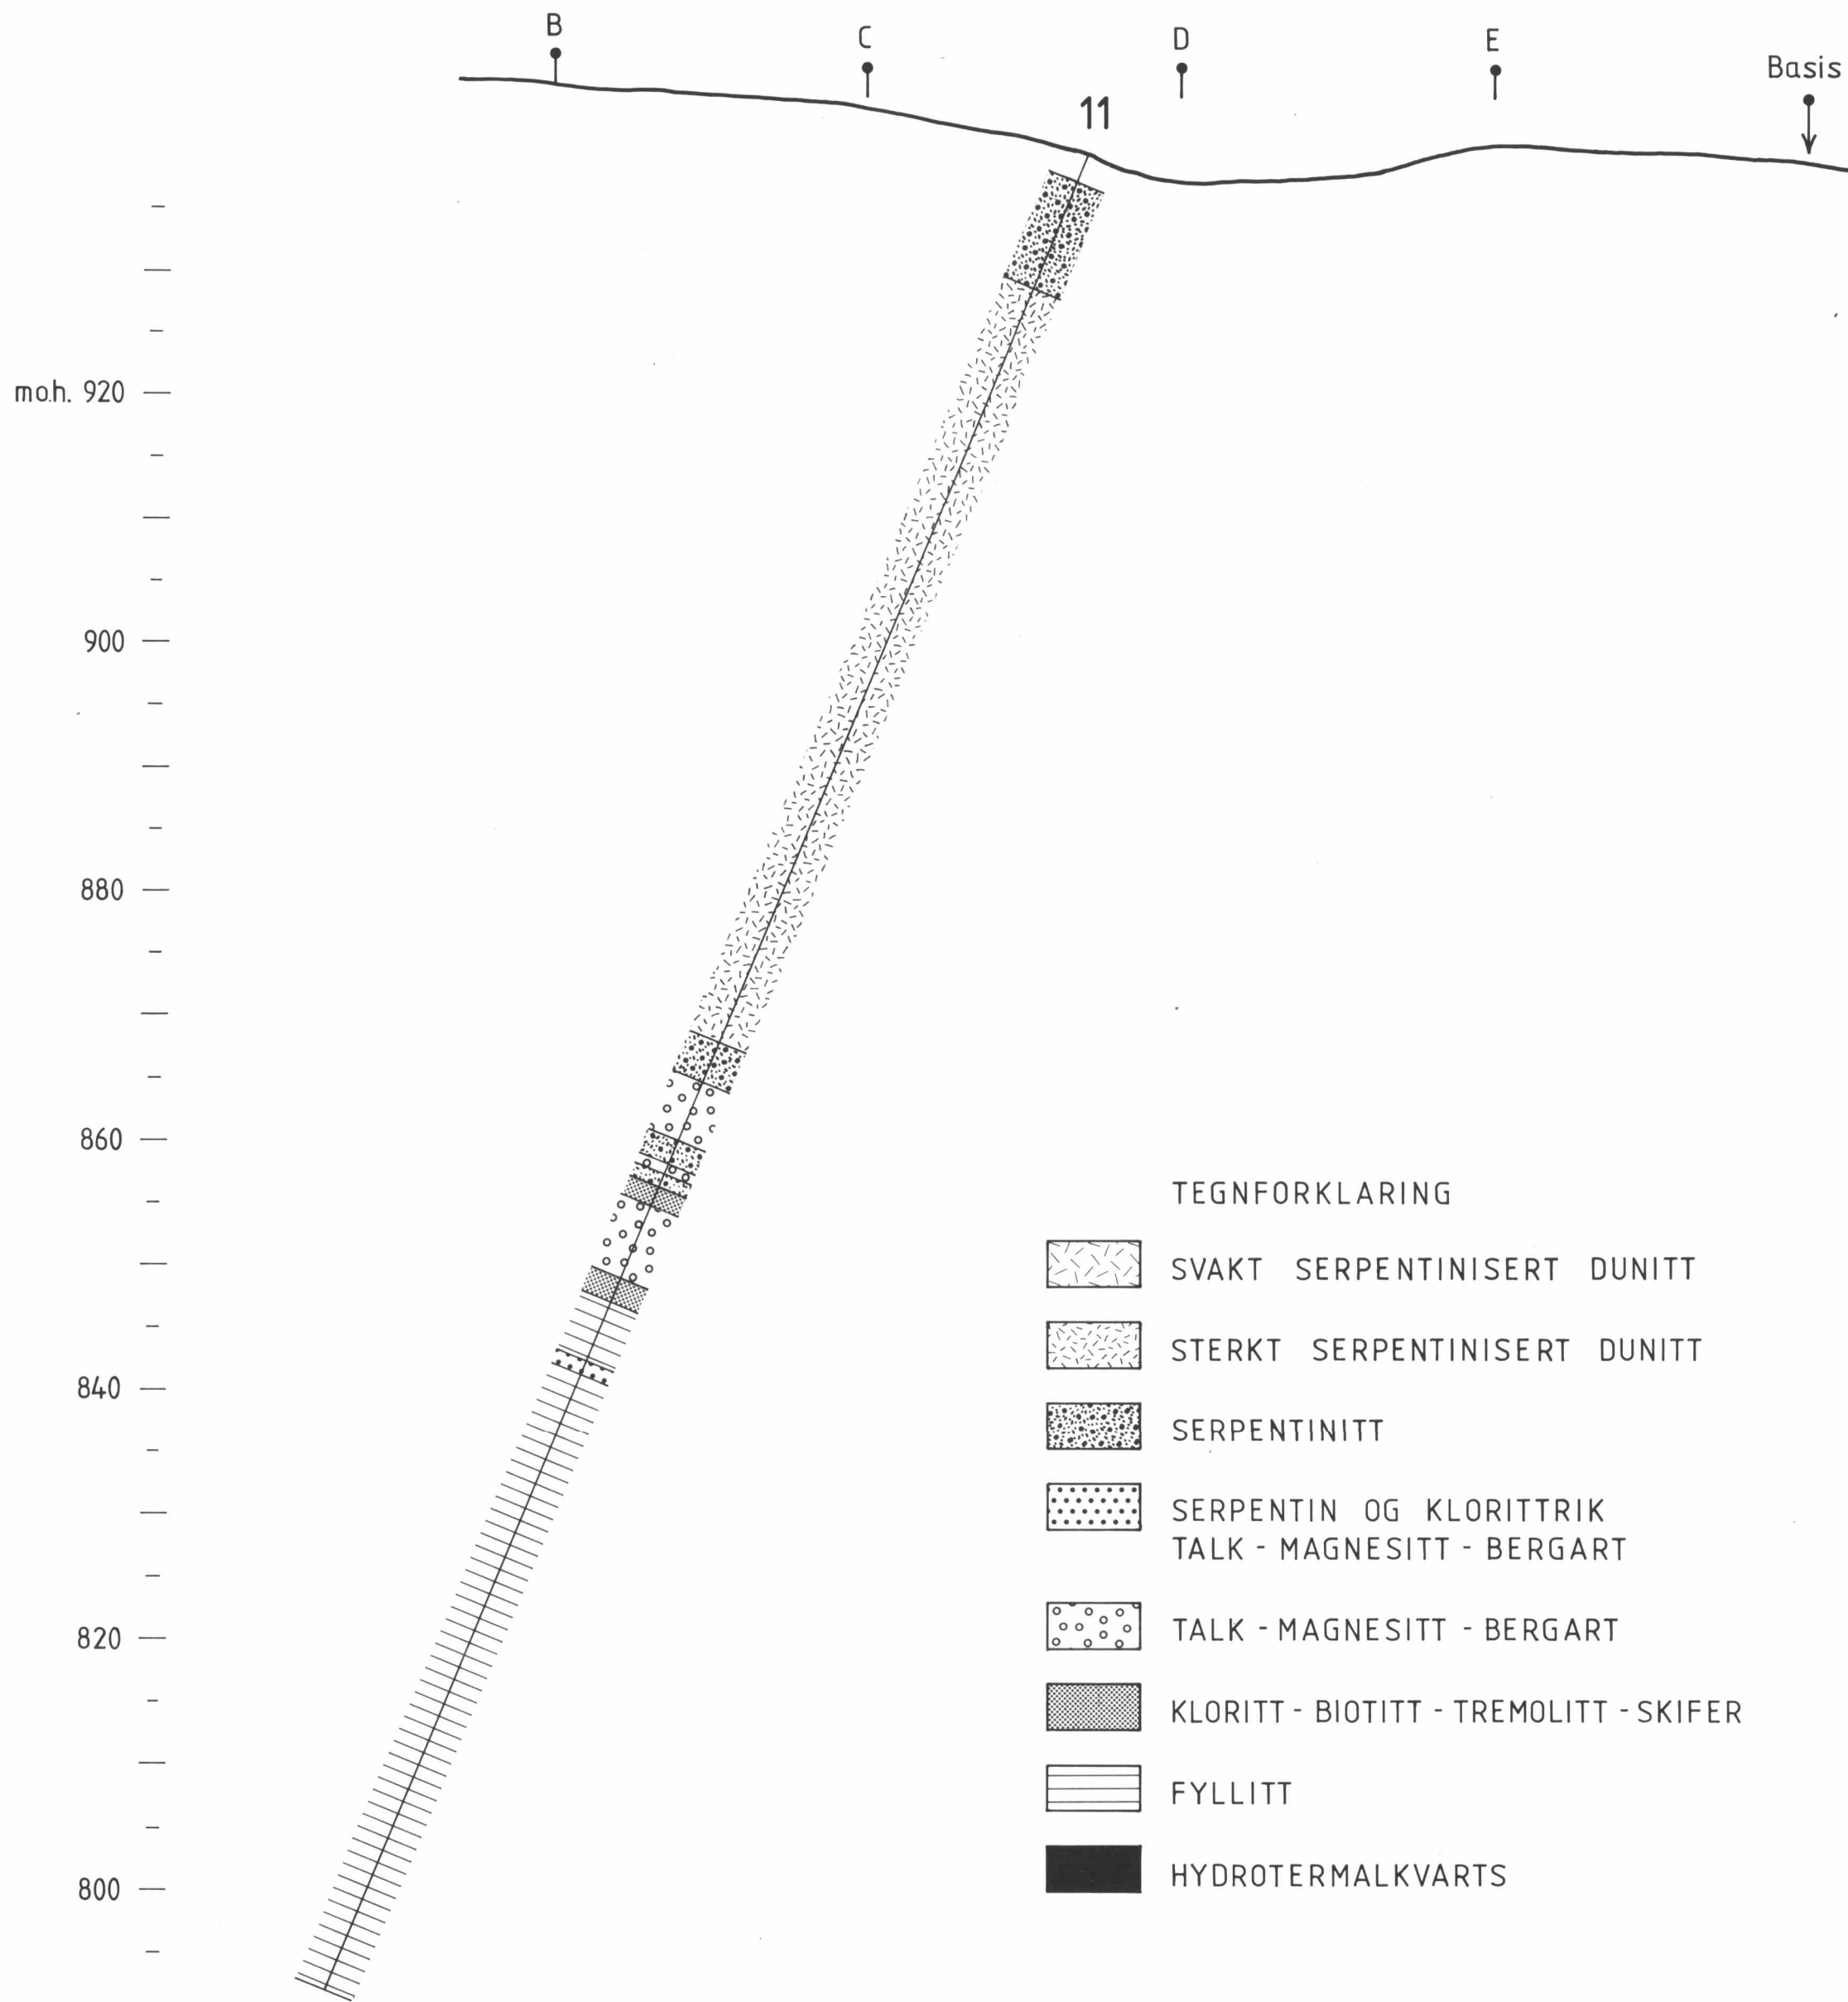 B
C
D
E
Basis
11
moh. 920
900
880
860
840
820
800
TEGNFORKLARING
SVAKT SERPENTINISERT DUNITT
STERKT SERPENTINISERT DUNITT
SERPENTINITT
SERPENTIN OG KLORITTRIK
TALK - MAGNESITT - BERGART
TALK - MAGNESITT - BERGART
KLORITT - BIOTITT - TREMOLITT - SKIFER
FYLLITT
HYDROTERMALKVARTS